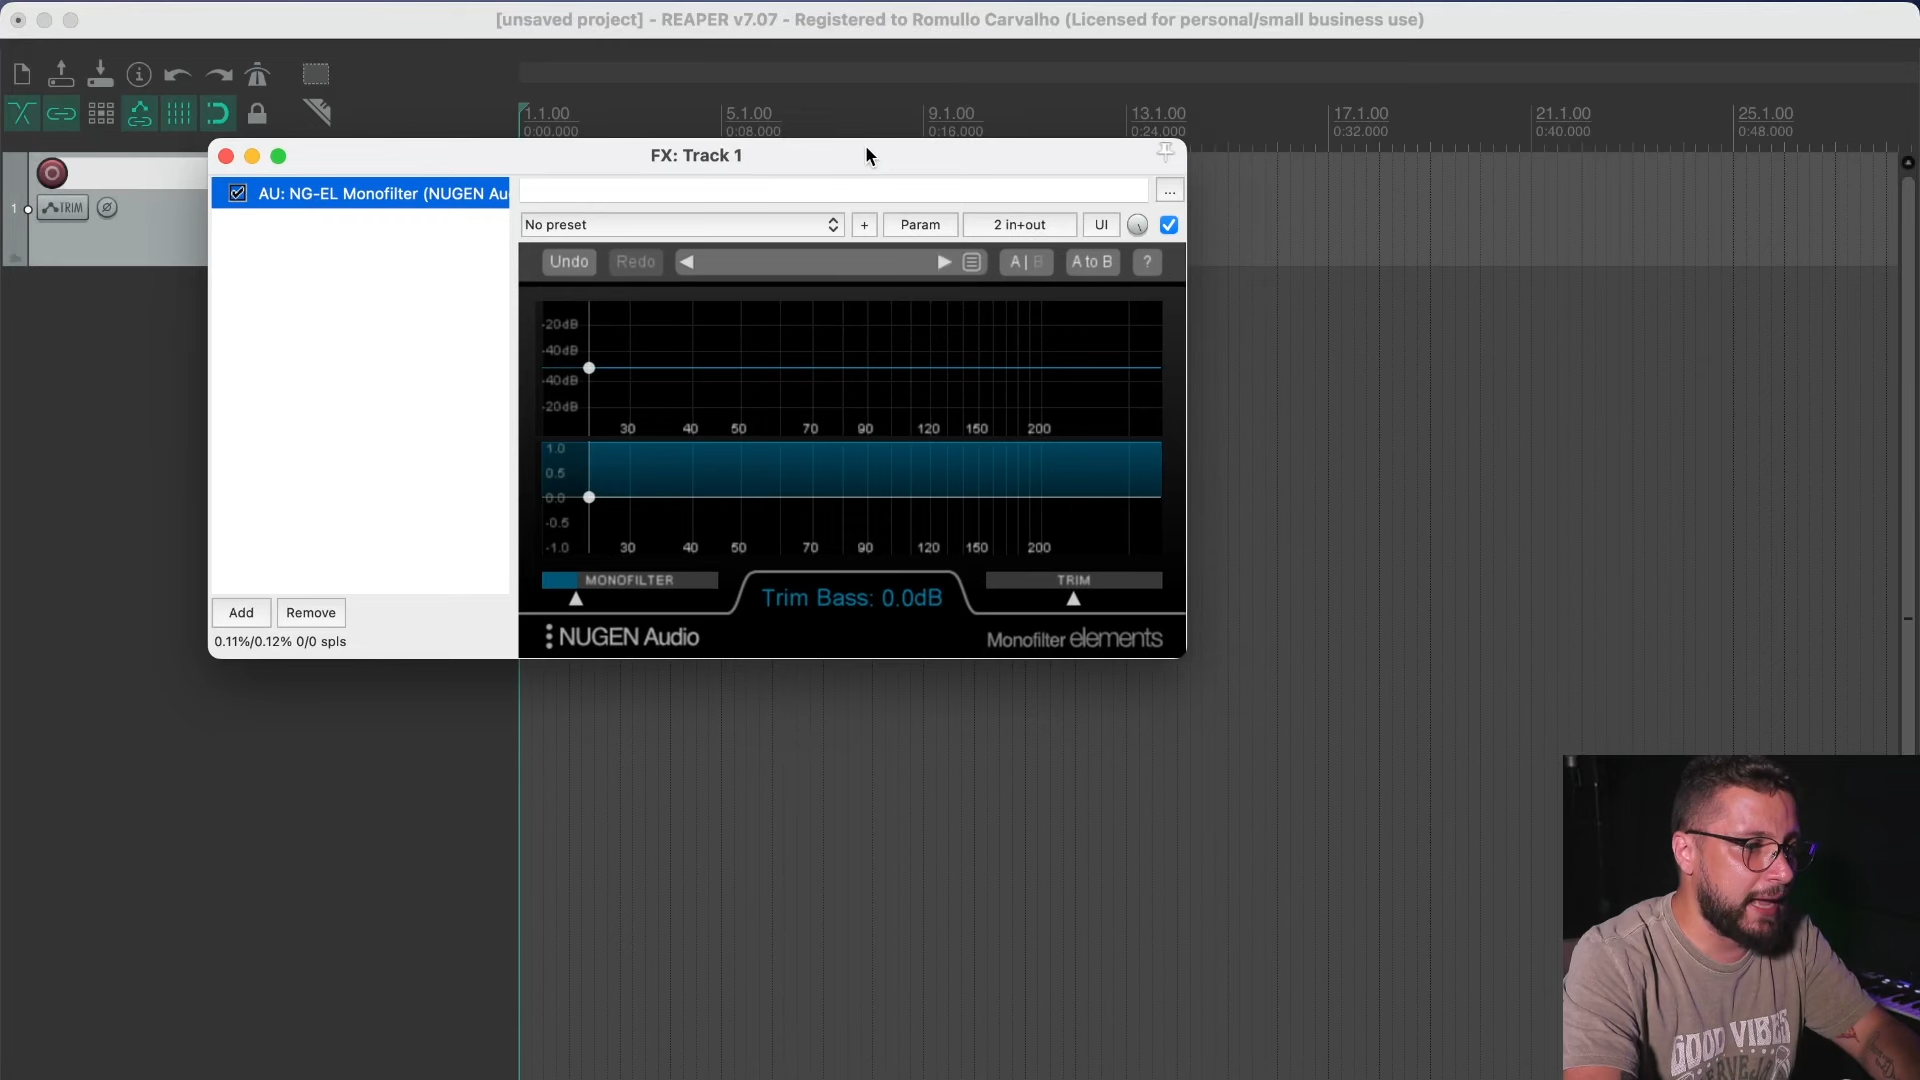 [unsaved project] - REAPER v7.07 - Registered to Romullo Carvalho (Licensed for personal/small business use)
1.1.00 5.1.00 9.1.00 13.1.00 17.1.00 21.1.00 25.1.00
0:00.000 0:08.000 0:16.000 0:24.000 0:32.000 0:40.000 0:48.000
FX: Track 1
AU: NG-EL Monofilter (NUGEN Au
...
1
TRIM
No preset + Param 2 in+out UI
Undo Redo A | B A to B ?
-20dB
-40dB
-40dB
-20dB
30 40 50 70 90 120 150 200
1.0
0.5
0.0
-0.5
-1.0
30 40 50 70 90 120 150 200
MONOFILTER TRIM
Trim Bass: 0.0dB
Add Remove
NUGEN Audio Monofilter elements
0.11%/0.12% 0/0 spls
GOOD VIBES